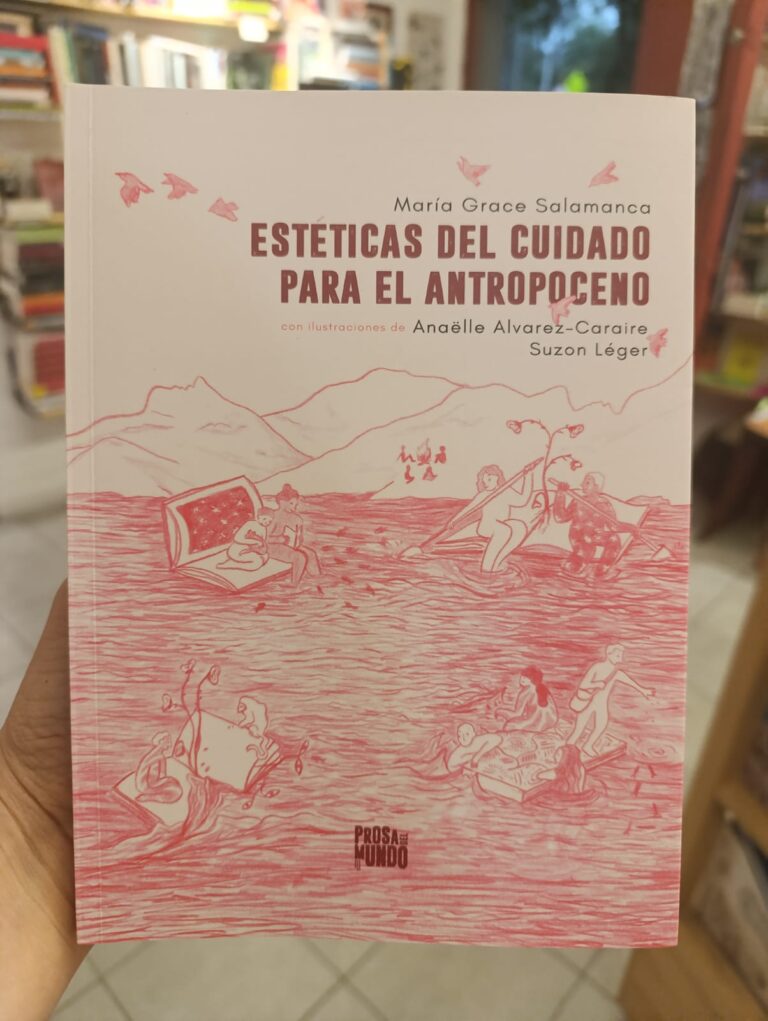 María Grace Salamanca
ESTÉTICAS DEL CUIDADO
PARA EL ANTROPOCENO
con ilustraciones de Anaëlle Alvarez-Caraire
Suzon Léger
PROSA DEL
MUNDO